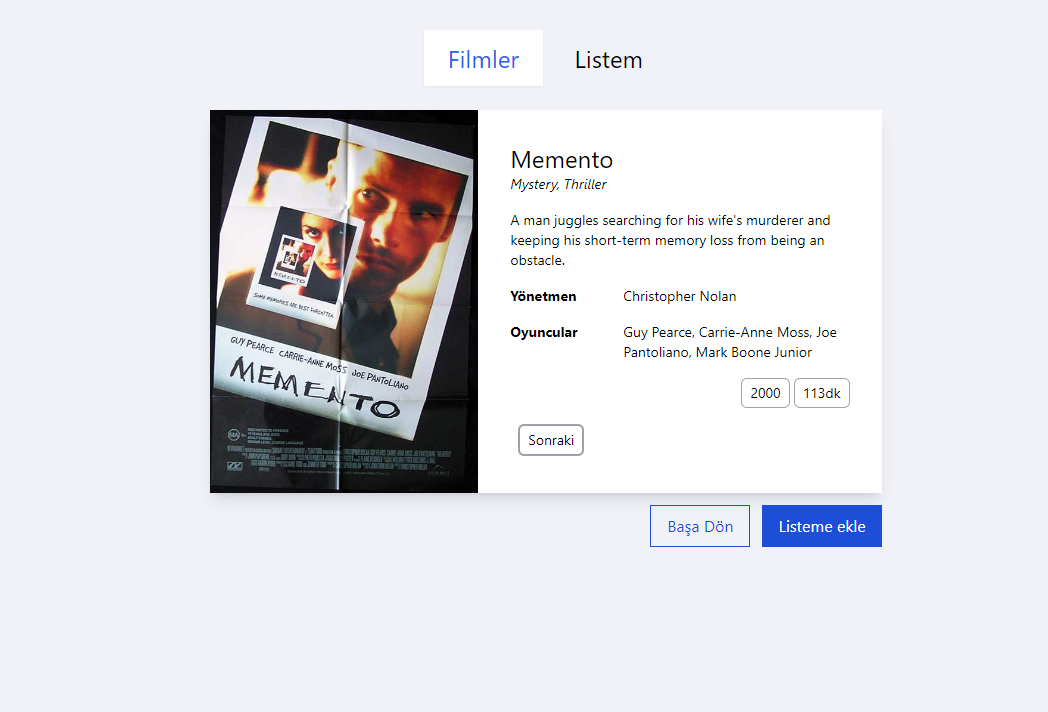 Filmler
Listem
Memento
Mystery, Thriller
A man juggles searching for his wife's murderer and
keeping his short-term memory loss from being an
obstacle.
Yönetmen
Christopher Nolan
Oyuncular
Guy Pearce, Carrie-Anne Moss, Joe
Pantoliano, Mark Boone Junior
2000
113dk
Sonraki
Başa Dön
Listeme ekle
MEMENTO
SOME MEMORIES ARE BEST FORGOTTEN
GUY PEARCE CARRIE-ANNE MOSS JOE PANTOLIANO
MEMENTO
MA
SUMMIT